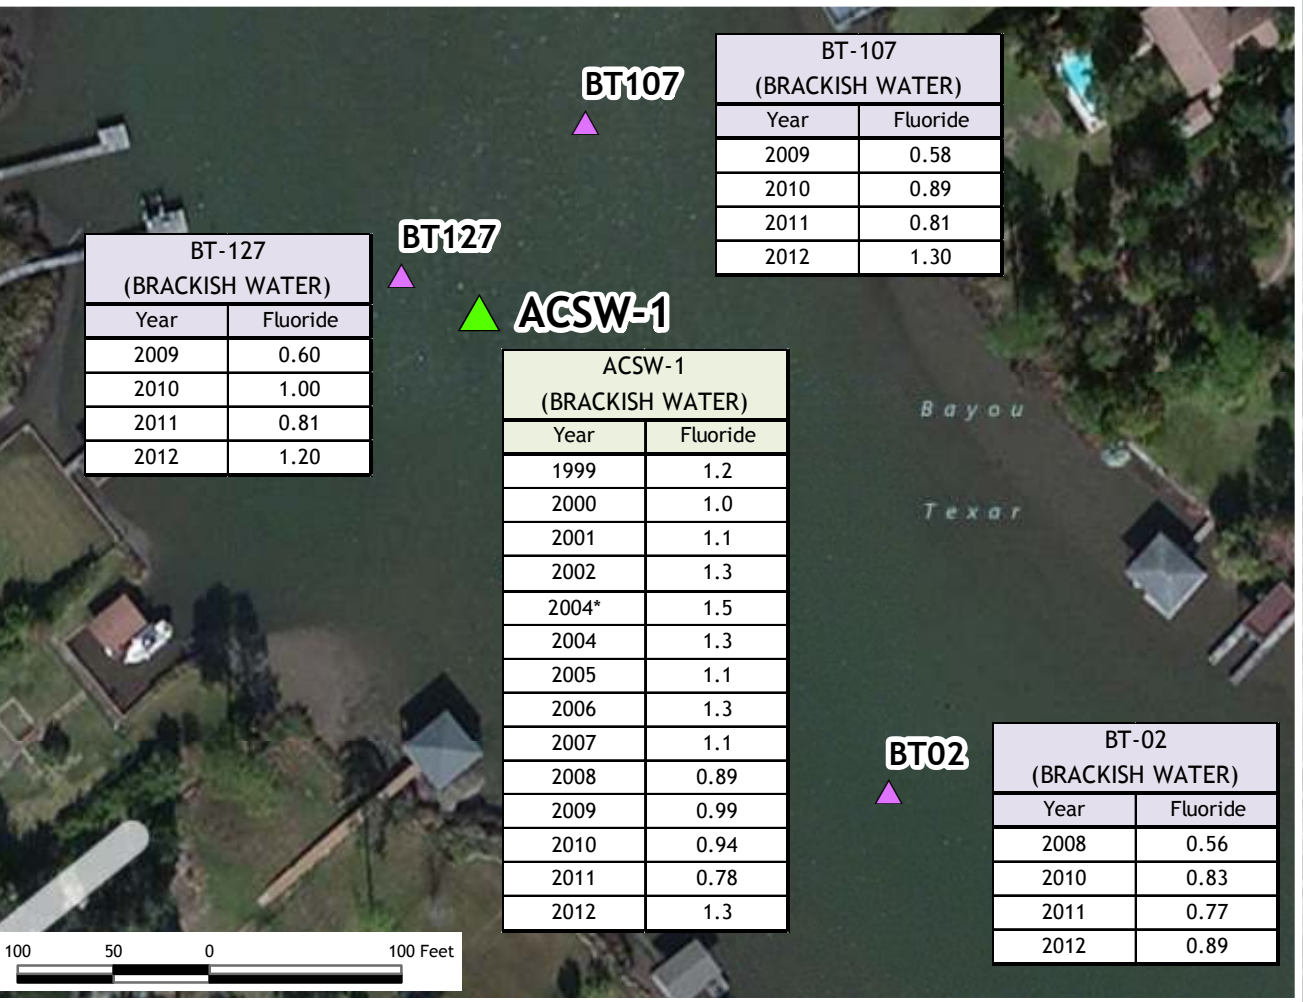 BT107
BT-107
(BRACKISH WATER)
Year Fluoride
2009 0.58
2010 0.89
2011 0.81
2012 1.30
BT127
BT-127
(BRACKISH WATER)
Year Fluoride
2009 0.60
2010 1.00
2011 0.81
2012 1.20
ACSW-1
ACSW-1
(BRACKISH WATER)
Year Fluoride
1999 1.2
2000 1.0
2001 1.1
2002 1.3
2004* 1.5
2004 1.3
2005 1.1
2006 1.3
2007 1.1
2008 0.89
2009 0.99
2010 0.94
2011 0.78
2012 1.3
Bayou
Texar
BT02
BT-02
(BRACKISH WATER)
Year Fluoride
2008 0.56
2010 0.83
2011 0.77
2012 0.89
100 50 0 100 Feet